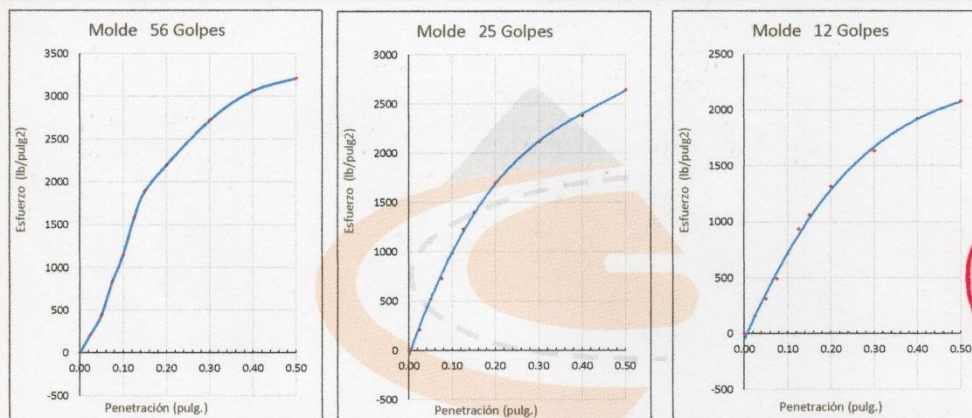 Molde 56 Golpes
3500
3000
2500
2000
1500
1000
500
0
-500
0.00 0.10 0.20 0.30 0.40 0.50
Esfuerzo (lb/pulg2)
Penetración (pulg.)
Molde 25 Golpes
3000
2500
2000
1500
1000
500
0
-500
0.00 0.10 0.20 0.30 0.40 0.50
Esfuerzo (lb/pulg2)
Penetración (pulg.)
Molde 12 Golpes
2500
2000
1500
1000
500
0
-500
0.00 0.10 0.20 0.30 0.40 0.50
Esfuerzo (lb/pulg2)
Penetración (pulg.)